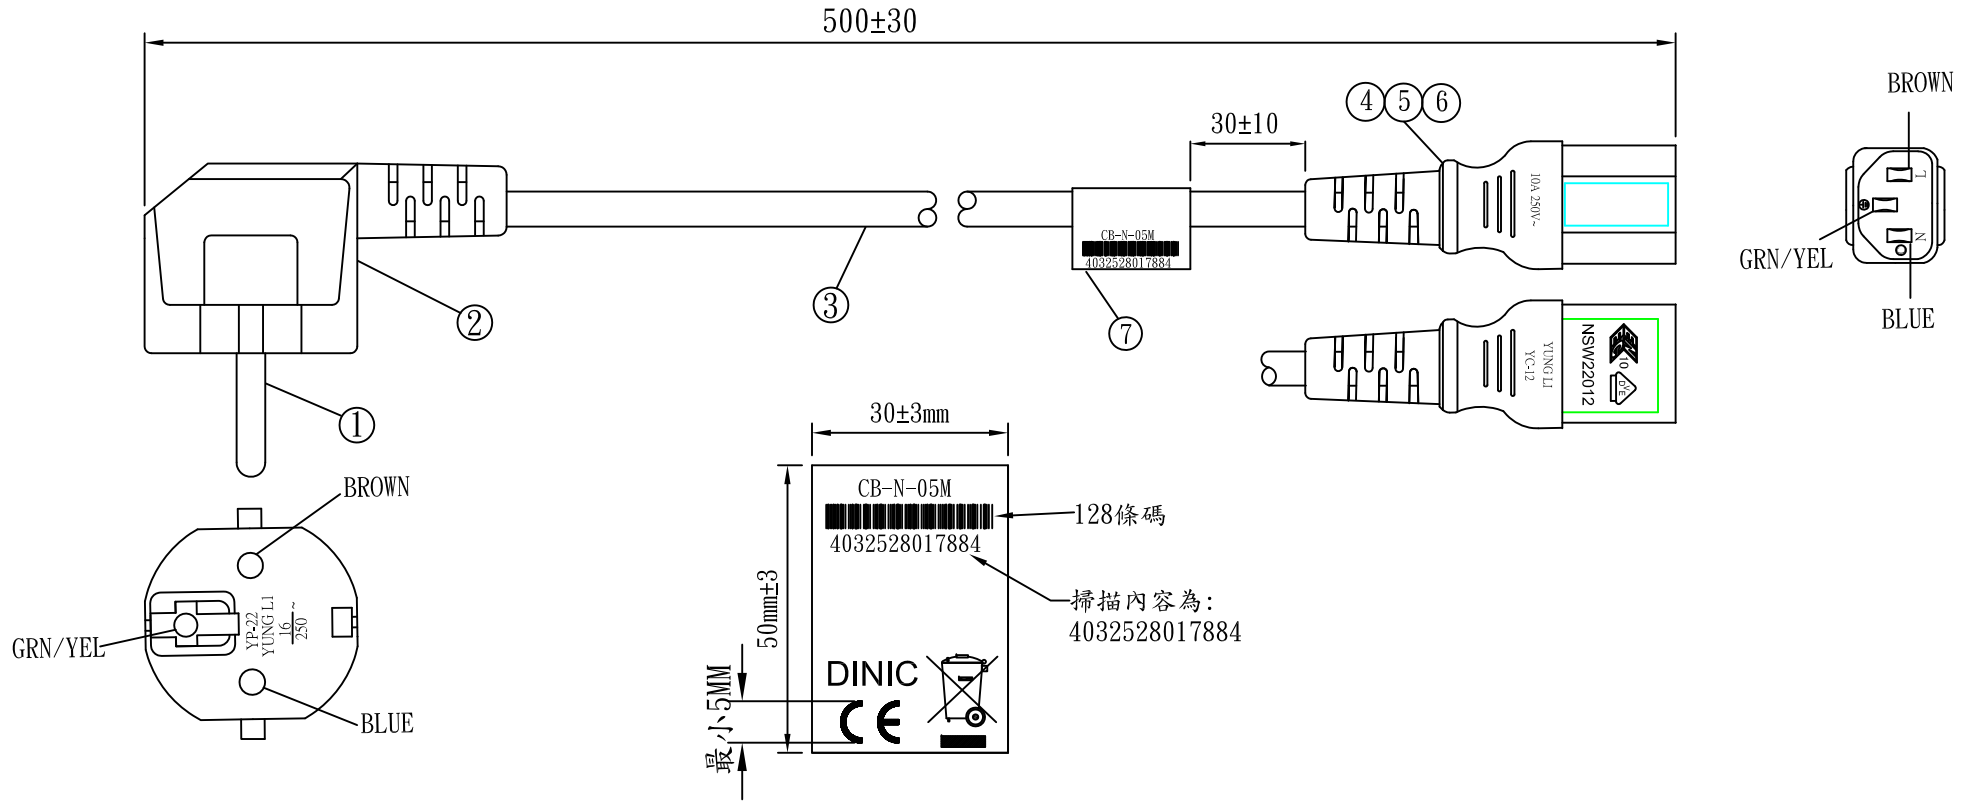 500±30
④⑤⑥
30±10
BROWN
10A 250V~
L
N
GRN/YEL
BLUE
CB-N-05M
4032528017884
②
③
⑦
①
YUNG LI
YC-12
NSW22012
10
DVE
30±3mm
BROWN
CB-N-05M
128條碼
4032528017884
50mm±3
掃描內容為:
4032528017884
YP-22
YUNG LI
16
250
~
GRN/YEL
BLUE
DINIC
最小5MM
CE